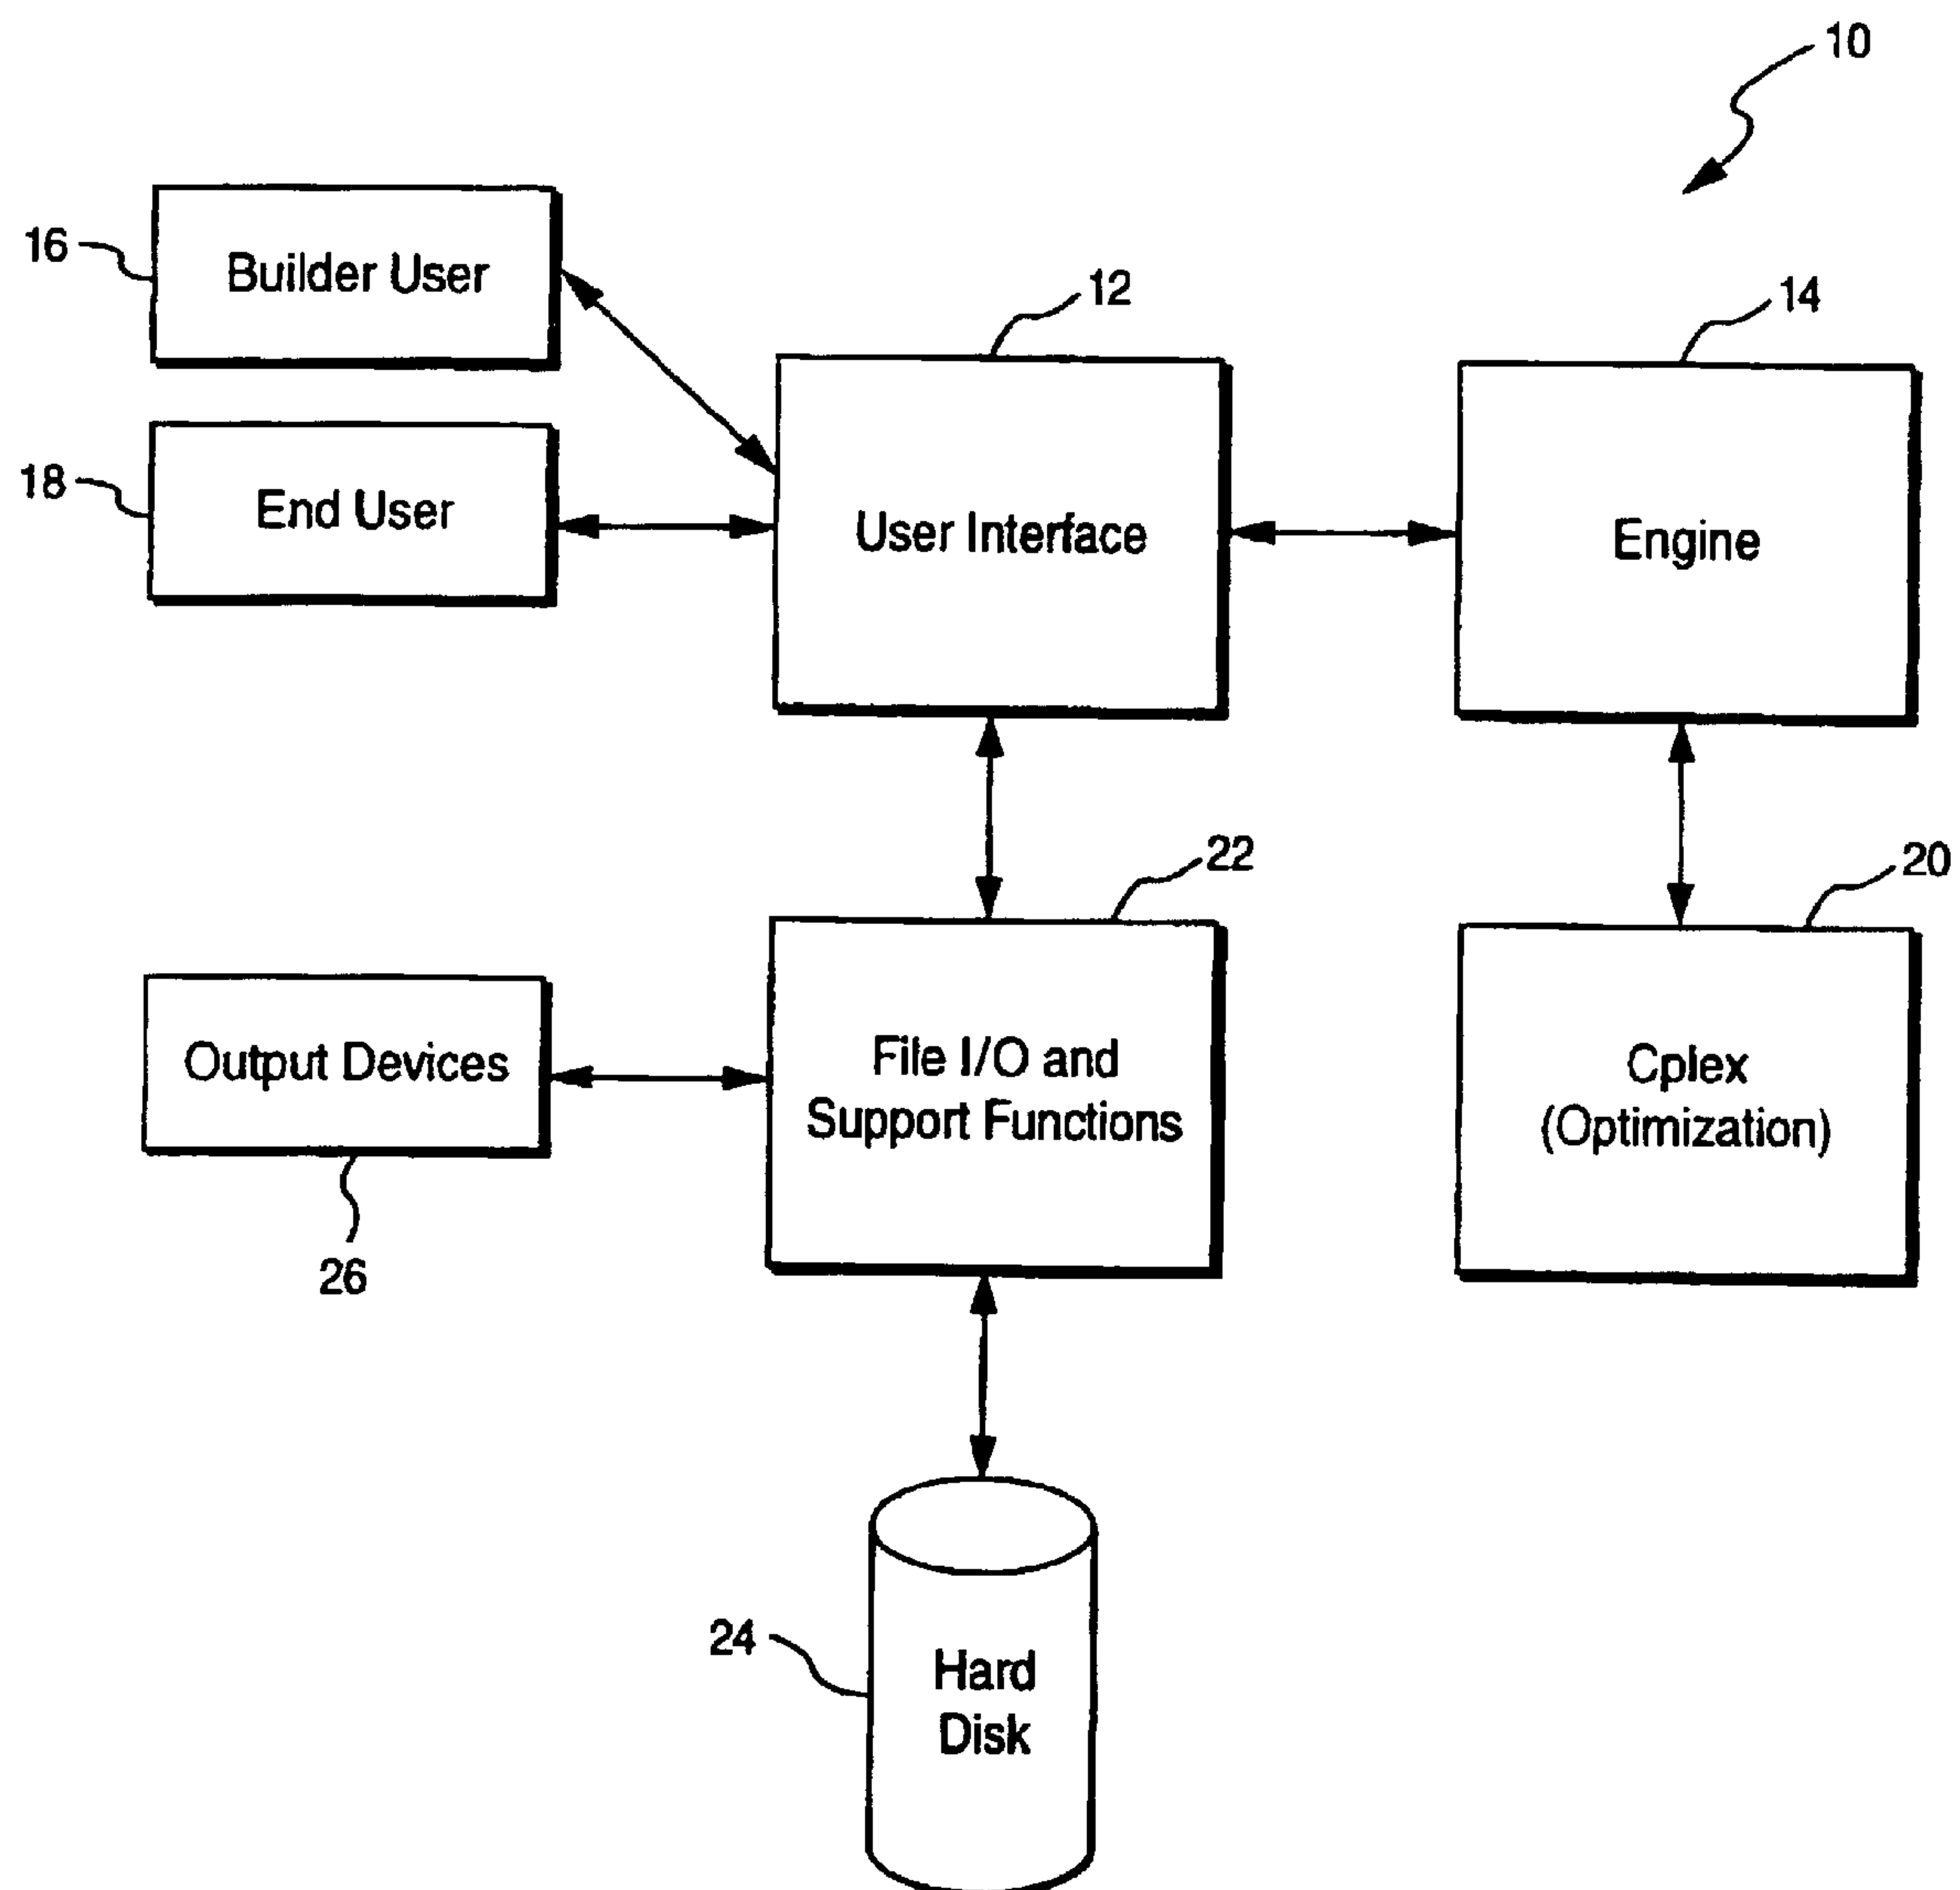 10
16
Builder User
12
14
18
End User
User Interface
Engine
22
20
Output Devices
File I/O and
Support Functions
Cplex
(Optimization)
26
24
Hard
Disk